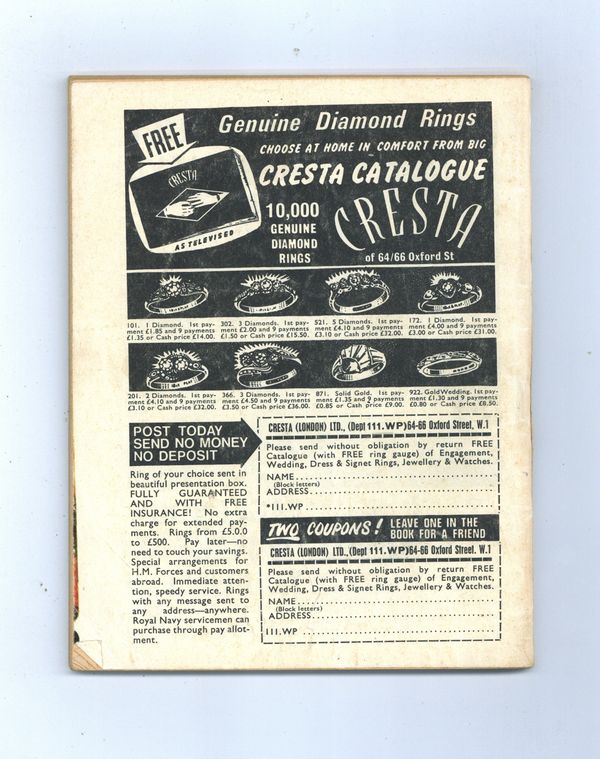 FREE
Genuine Diamond Rings
CHOOSE AT HOME IN COMFORT FROM BIG
CRESTA CATALOGUE
CRESTA
AS TELEVISED
10,000
GENUINE
DIAMOND
RINGS
CRESTA
of 64/66 Oxford St
101. 1 Diamond. 1st pay-
ment £1.85 and 9 payments
£1.35 or Cash price £14.00.
302. 3 Diamonds. 1st pay-
ment £2.00 and 9 payments
£1.50 or Cash price £15.50.
521. 5 Diamonds. 1st pay-
ment £4.10 and 9 payments
£3.10 or Cash price £32.00.
172. 1 Diamond. 1st pay-
ment £4.00 and 9 payments
£3.00 or Cash price £31.00.
201. 2 Diamonds. 1st pay-
ment £4.10 and 9 payments
£3.10 or Cash price £32.00.
366. 3 Diamonds. 1st pay-
ment £4.50 and 9 payments
£3.50 or Cash price £36.00.
871. Solid Gold. 1st pay-
ment £1.35 and 9 payments
£0.85 or Cash price £9.00.
922. Gold Wedding. 1st pay-
ment £1.30 and 9 payments
£0.80 or Cash price £8.50.
POST TODAY
SEND NO MONEY
NO DEPOSIT
Ring of your choice sent in
beautiful presentation box.
FULLY GUARANTEED
AND WITH FREE
INSURANCE! No extra
charge for extended pay-
ments. Rings from £5.0.0
to £500. Pay later—no
need to touch your savings.
Special arrangements for
H.M. Forces and customers
abroad. Immediate atten-
tion, speedy service. Rings
with any message sent to
any address—anywhere.
Royal Navy servicemen can
purchase through pay allot-
ment.
CRESTA (LONDON) LTD., (Dept 111.WP) 64-66 Oxford Street, W.1
Please send without obligation by return FREE
Catalogue (with FREE ring gauge) of Engagement,
Wedding, Dress & Signet Rings, Jewellery & Watches.
NAME
(Block letters)
ADDRESS
*111.WP
TWO COUPONS! LEAVE ONE IN THE
BOOK FOR A FRIEND
CRESTA (LONDON) LTD., (Dept 111.WP) 64-66 Oxford Street. W.1
Please send without obligation by return FREE
Catalogue (with FREE ring gauge) of Engagement,
Wedding, Dress & Signet Rings, Jewellery & Watches.
NAME
(Block letters)
ADDRESS
111.WP